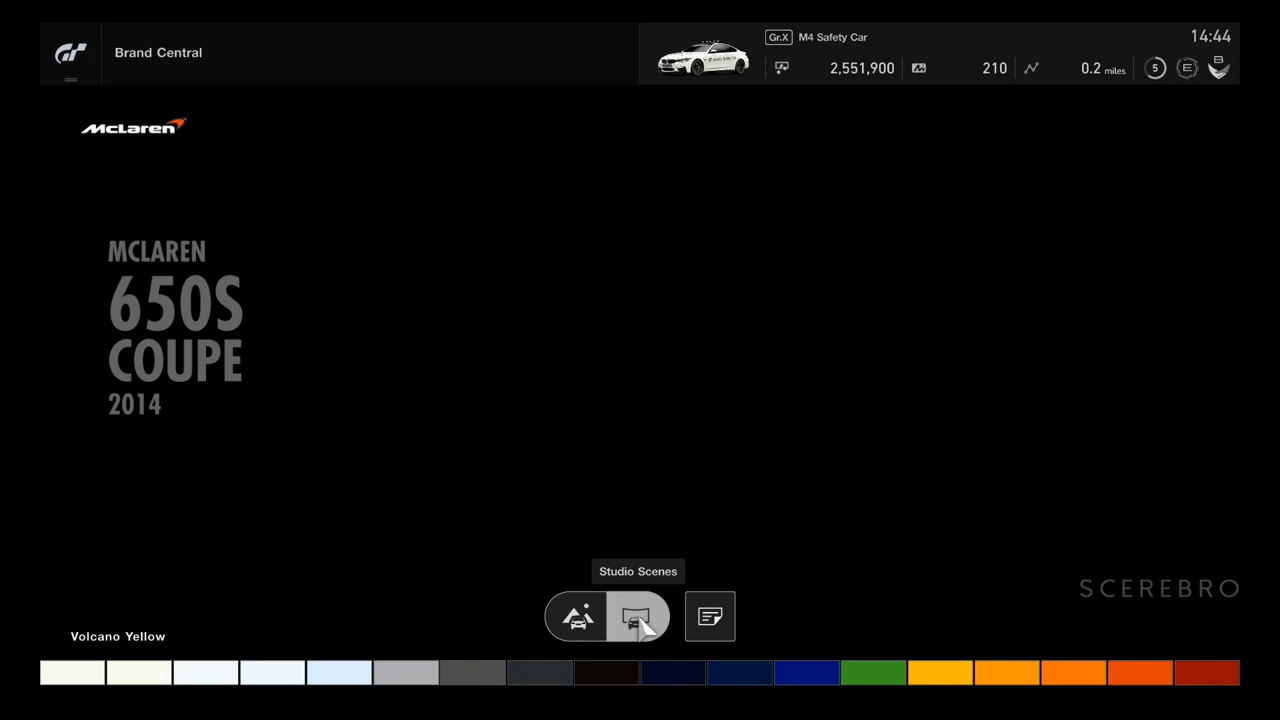 Brand Central
Gr.X M4 Safety Car
14:44
2,551,900
210
0.2 miles
5
E
B
McLaren
MCLAREN
650S
COUPE
2014
Studio Scenes
SCEREBRO
Volcano Yellow